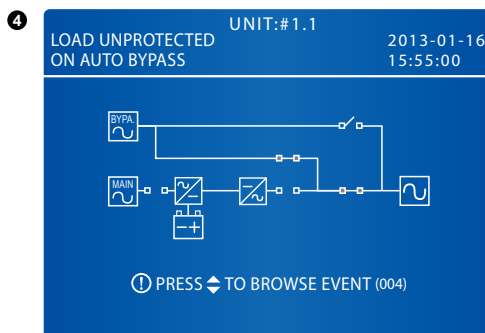 4
UNIT:#1.1
LOAD UNPROTECTED
2013-01-16
ON AUTO BYPASS
15:55:00
BYPA.
MAIN
PRESS TO BROWSE EVENT (004)